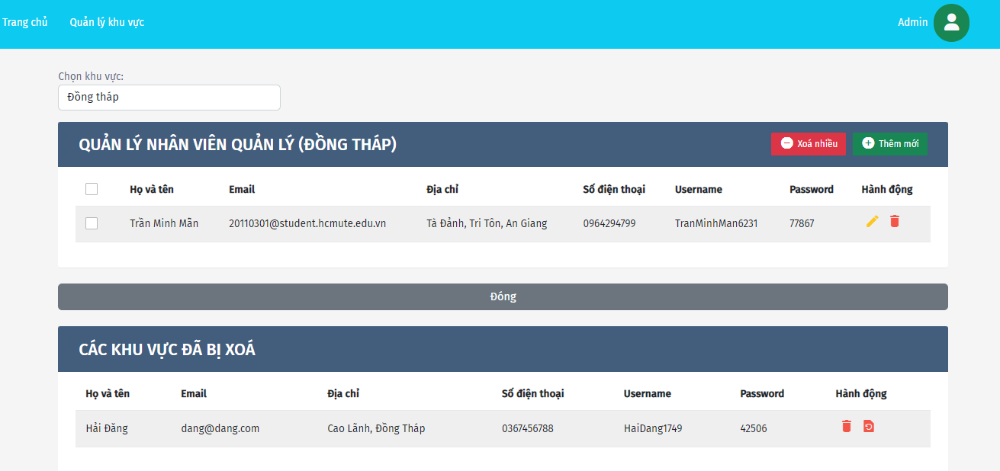 Trang chủ Quản lý khu vực Admin
Chọn khu vực:
Đồng tháp
QUẢN LÝ NHÂN VIÊN QUẢN LÝ (ĐỒNG THÁP) Xoá nhiều Thêm mới
Họ và tên Email Địa chỉ Số điện thoại Username Password Hành động
Trần Minh Mẫn 20110301@student.hcmute.edu.vn Tà Đảnh, Tri Tôn, An Giang 0964294799 TranMinhMan6231 77867
Đóng
CÁC KHU VỰC ĐÃ BỊ XOÁ
Họ và tên Email Địa chỉ Số điện thoại Username Password Hành động
Hải Đăng dang@dang.com Cao Lãnh, Đồng Tháp 0367456788 HaiDang1749 42506